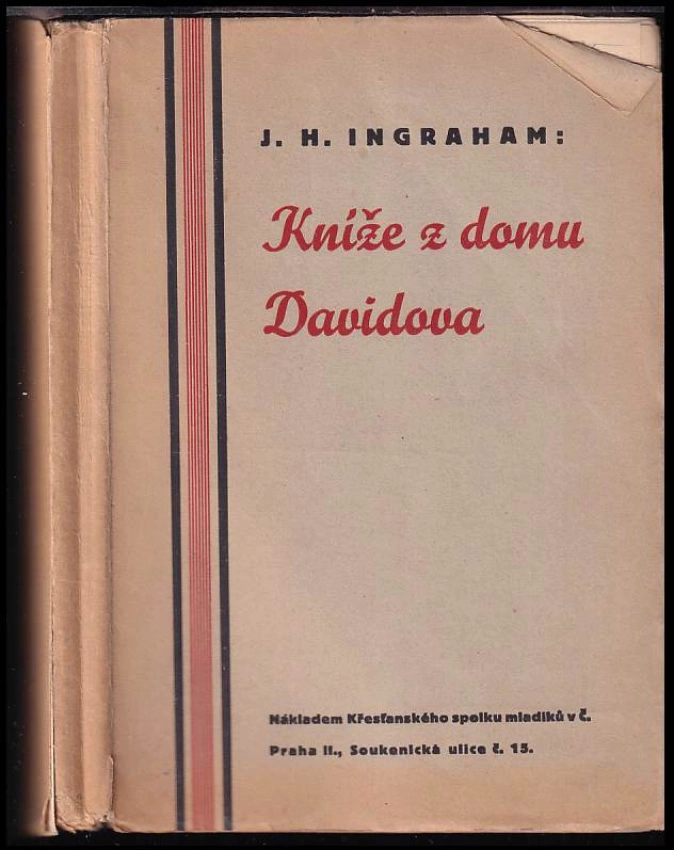 J. H. INGRAHAM:
Kníže z domu
Davidova
Nákladem Křesťanského spolku mladíků v č.
Praha II., Soukenická ulice č. 15.